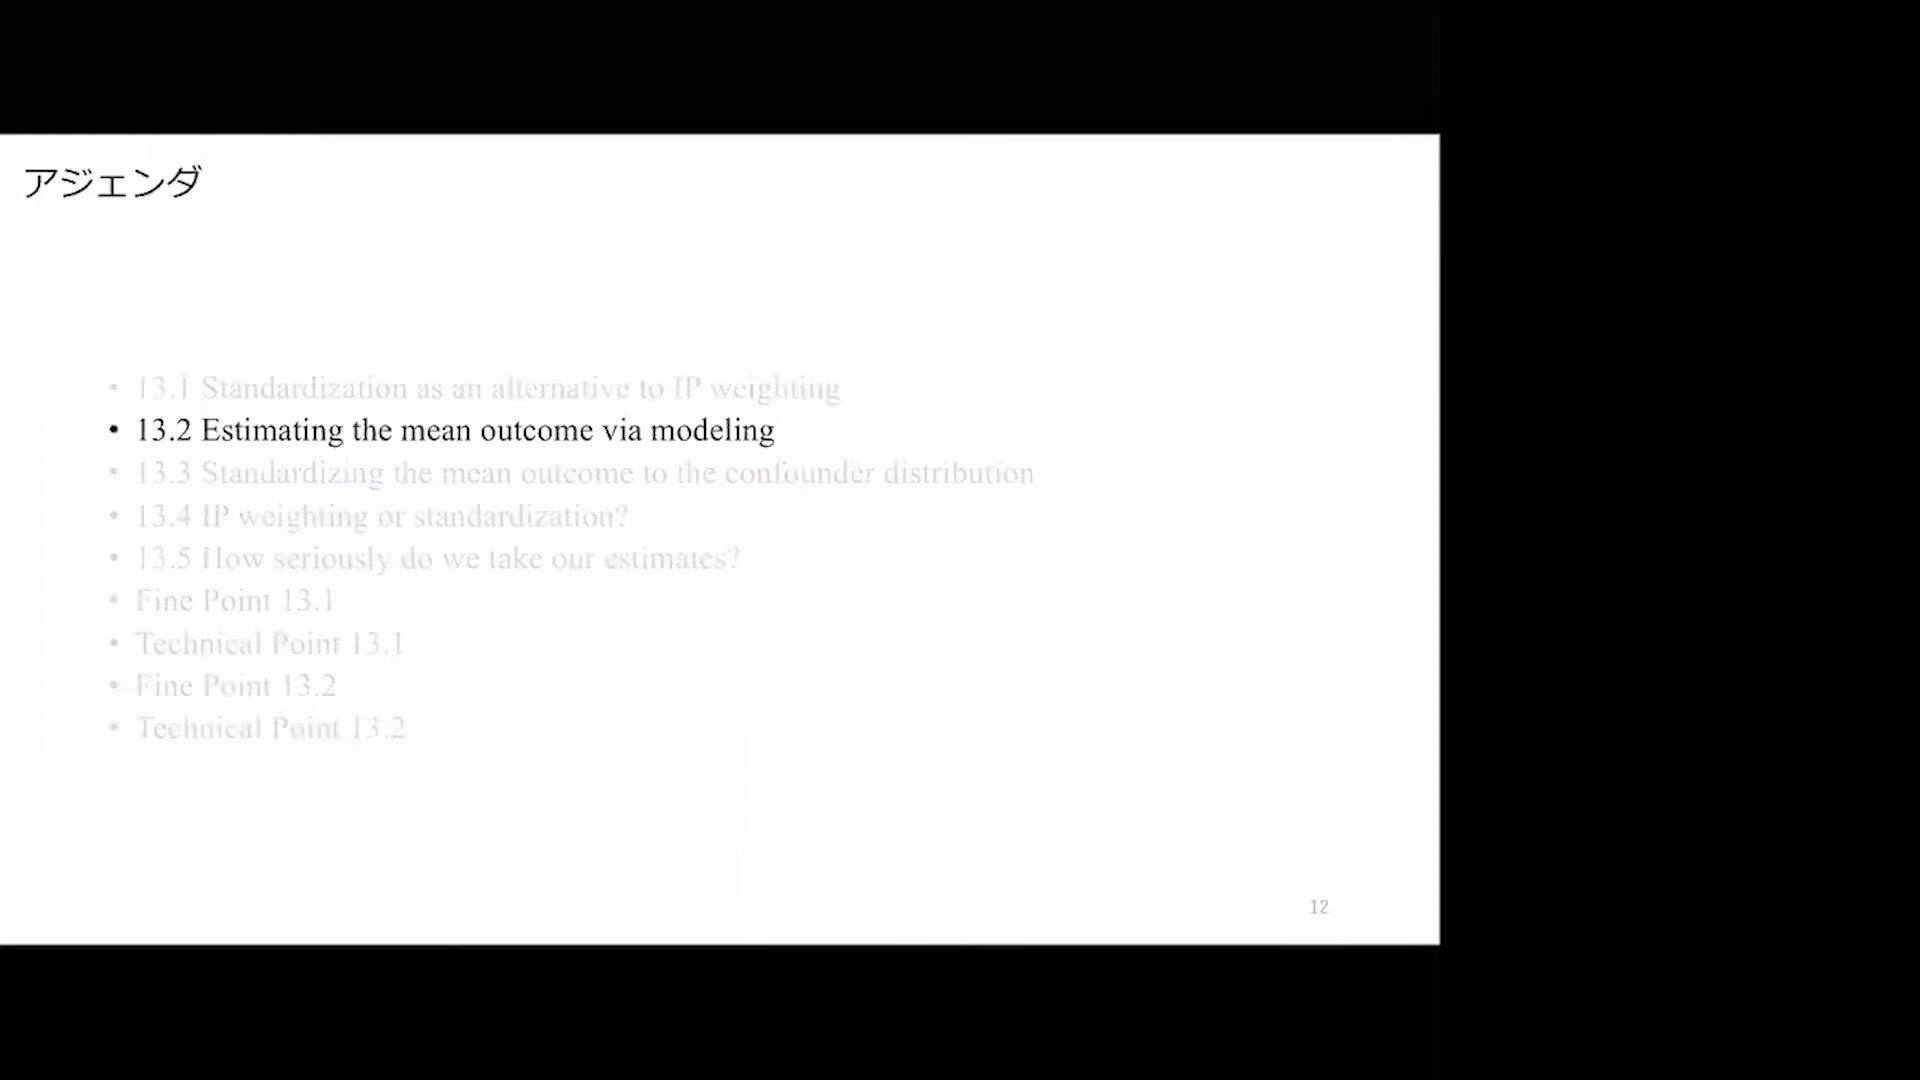 アジェンダ
• 13.1 Standardization as an alternative to IP weighting
• 13.2 Estimating the mean outcome via modeling
• 13.3 Standardizing the mean outcome to the confounder distribution
• 13.4 IP weighting or standardization?
• 13.5 How seriously do we take our estimates?
• Fine Point 13.1
• Technical Point 13.1
• Fine Point 13.2
• Technical Point 13.2
12